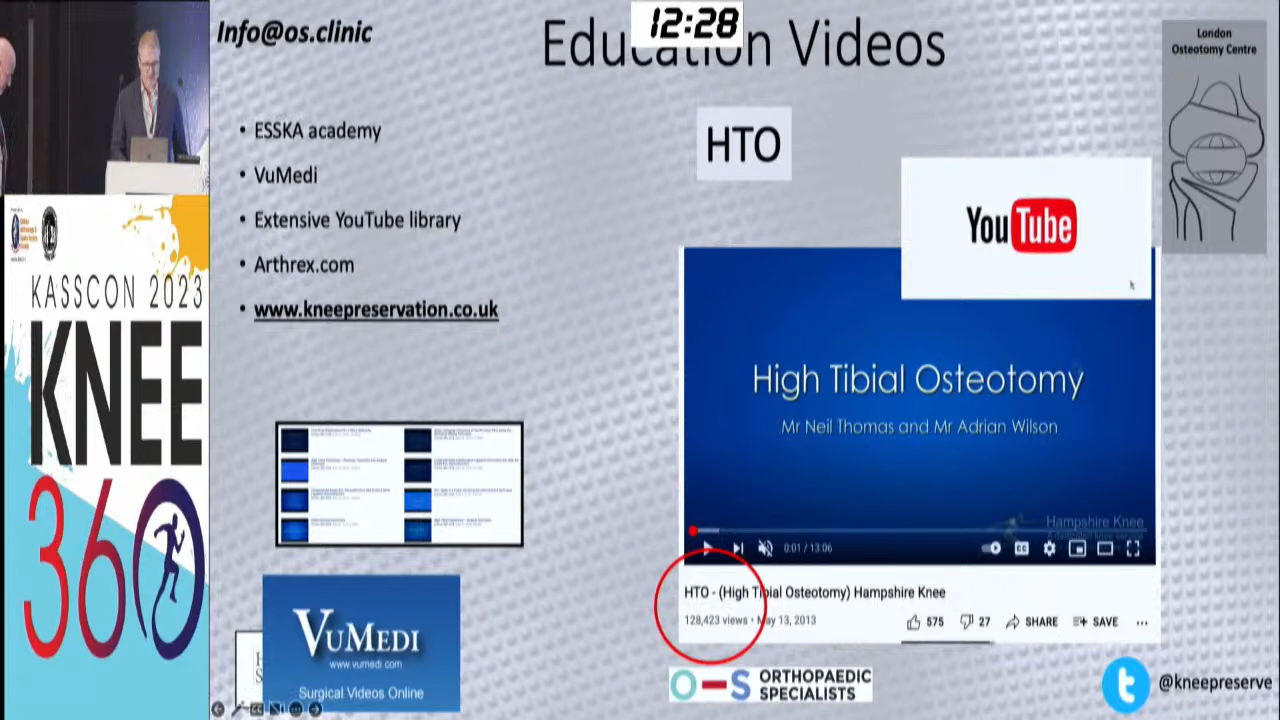 Info@os.clinic
12:28
Education Videos
London
Osteotomy Centre
• ESSKA academy
• VuMedi
• Extensive YouTube library
• Arthrex.com
• www.kneepreservation.co.uk
HTO
YouTube
High Tibial Osteotomy
Mr Neil Thomas and Mr Adrian Wilson
Hampshire Knee
0:01 / 13:06
CC
HTO - (High Tibial Osteotomy) Hampshire Knee
128,423 views • May 13, 2013
575
27
SHARE
SAVE
KASSCON 2023
KNEE
360
VUMEDI
www.vumedi.com
Surgical Videos Online
E
S
O-S ORTHOPAEDIC
SPECIALISTS
@kneepreserve